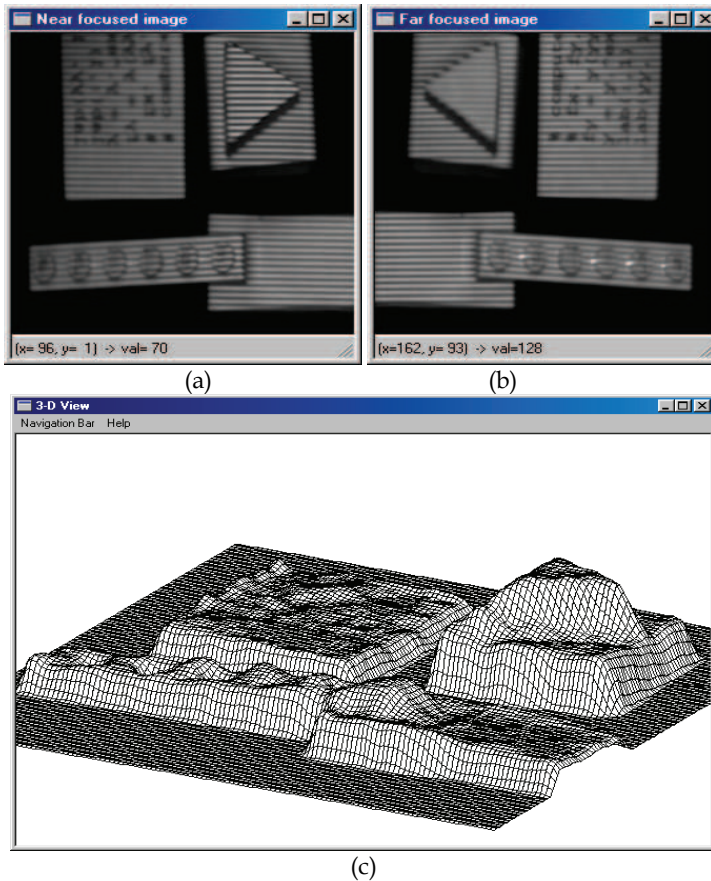 Near focused image
Far focused image
(x= 96, y= 1) -> val= 70
(x=162, y= 93) -> val=128
(a)
(b)
3-D View
Navigation Bar Help
(c)